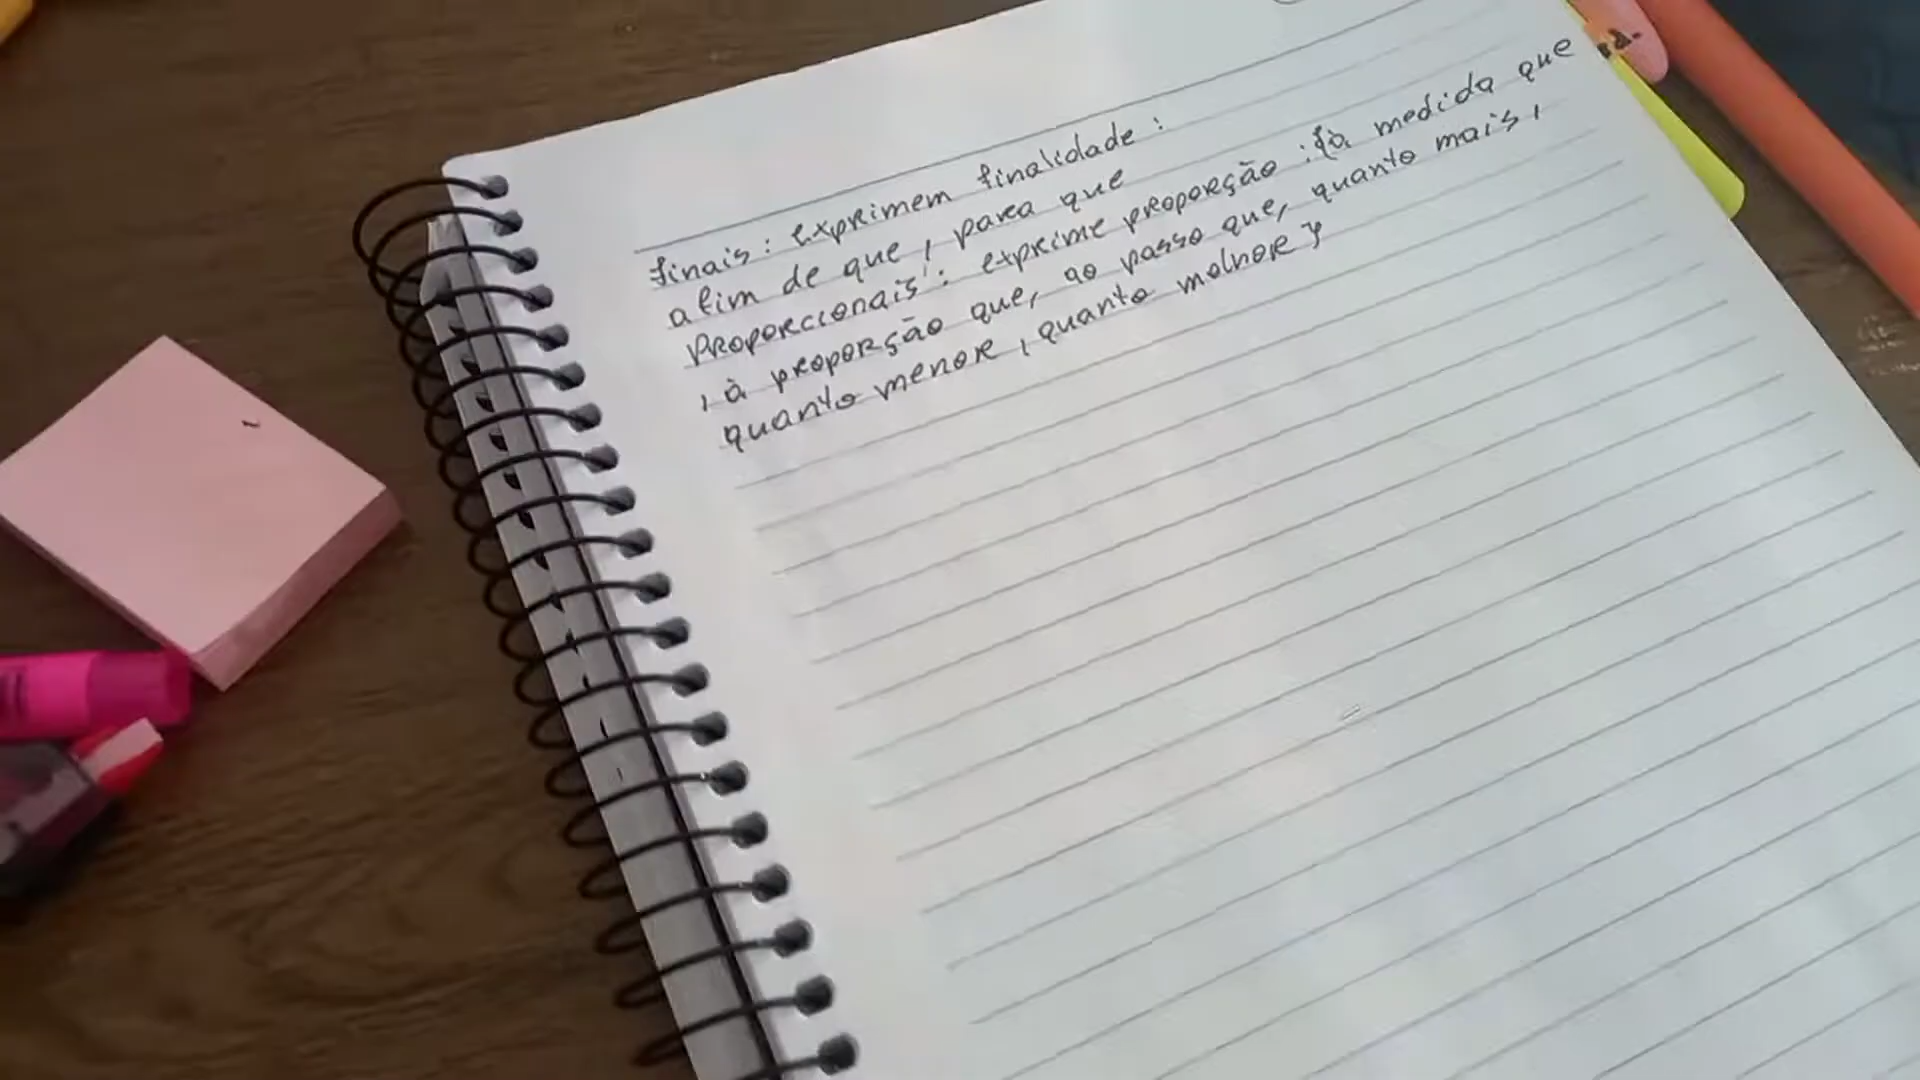 finais: exprimem finalidade:
afim de que, para que
proporcionais: exprime proporção: {à medida que
, à proporção que, ao passo que, quanto mais,
quanto menor, quanto melhor}